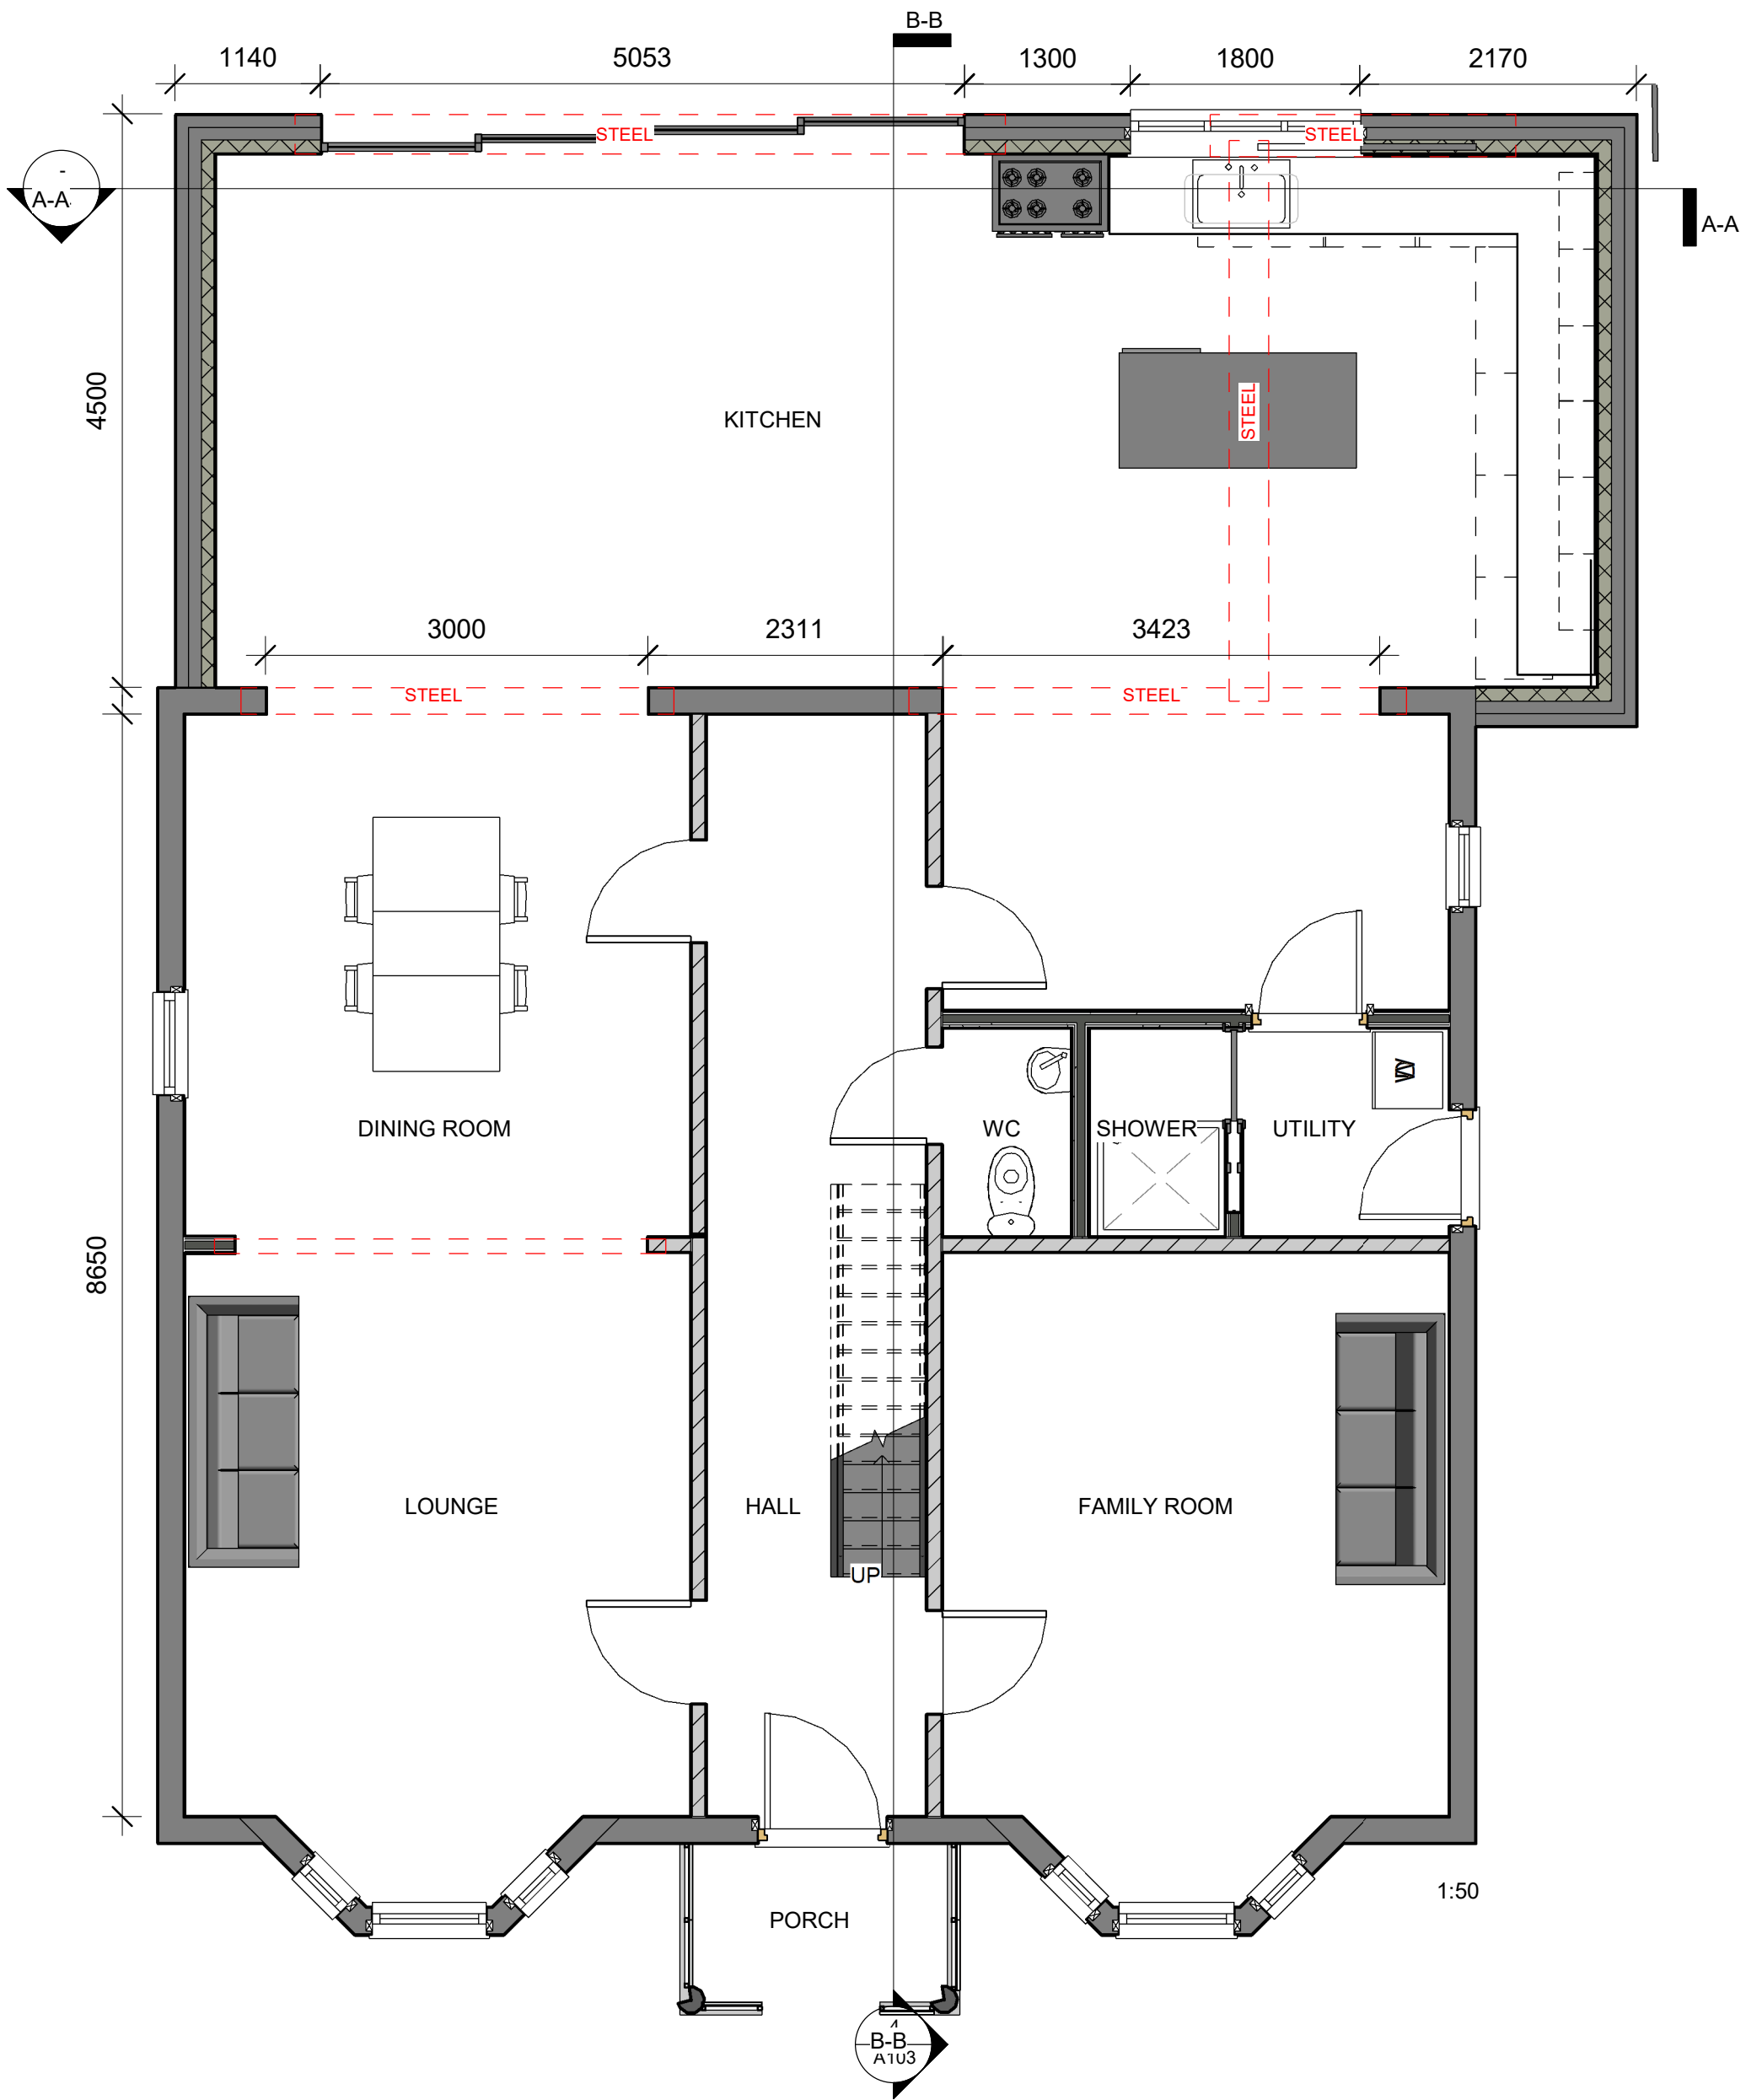 B-B
1140 5053 1300 1800 2170
STEEL STEEL
-
A-A
A-A
4500
KITCHEN
STEEL
3000 2311 3423
STEEL STEEL
DINING ROOM WC SHOWER UTILITY
8650
LOUNGE HALL FAMILY ROOM
UP
1:50
PORCH
B-B
A103